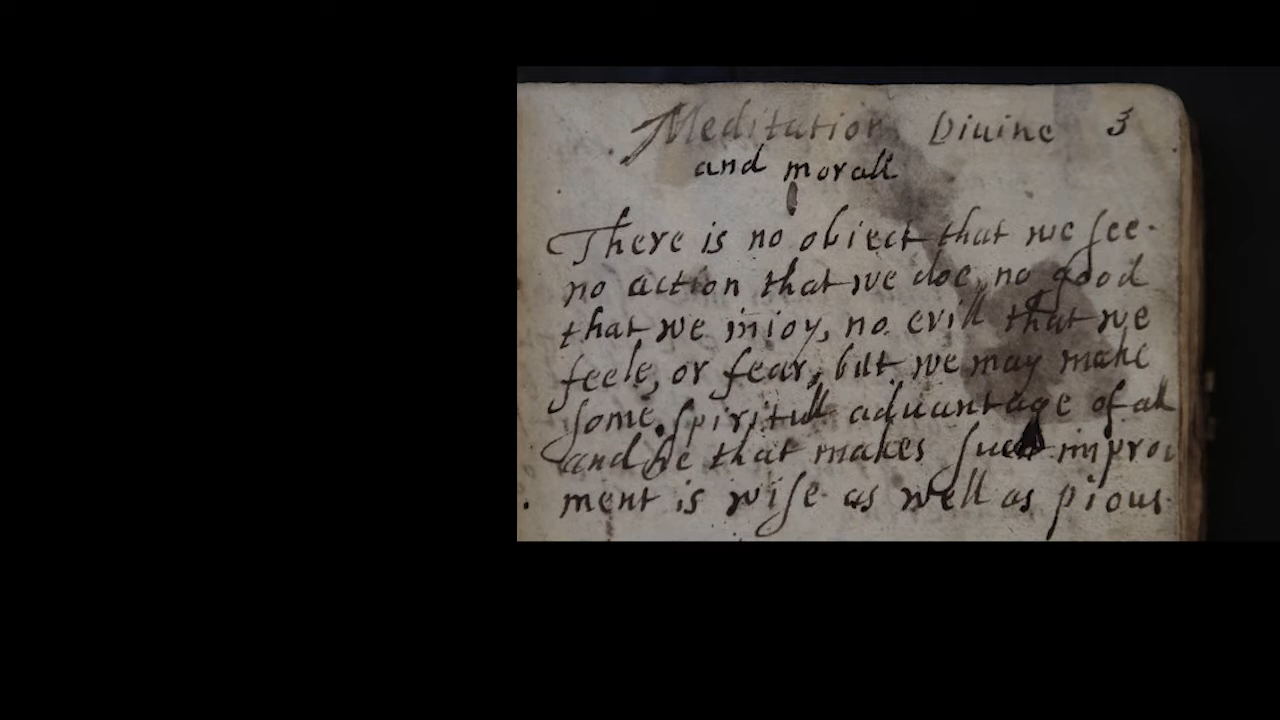 Meditation Diuine 3
and morall
There is no obiect that we see.
no action that we doe, no good
that we inioy, no evill that we
feele, or fear, but we may make
some spiritull aduantage of all
and he that makes such improu
ment is wise as well as pious.